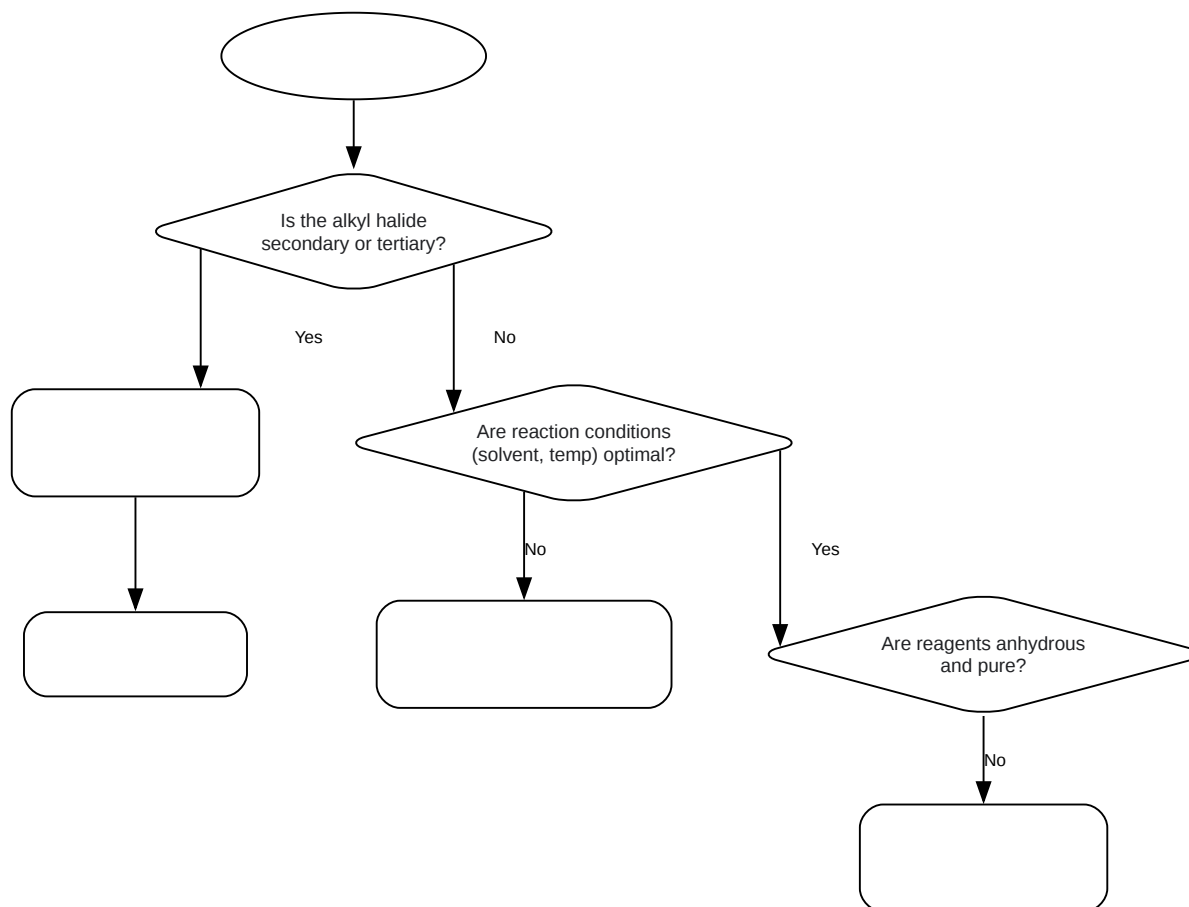 Is the alkyl halide
secondary or tertiary?
Yes
No
Are reaction conditions
(solvent, temp) optimal?
No
Yes
Are reagents anhydrous
and pure?
No